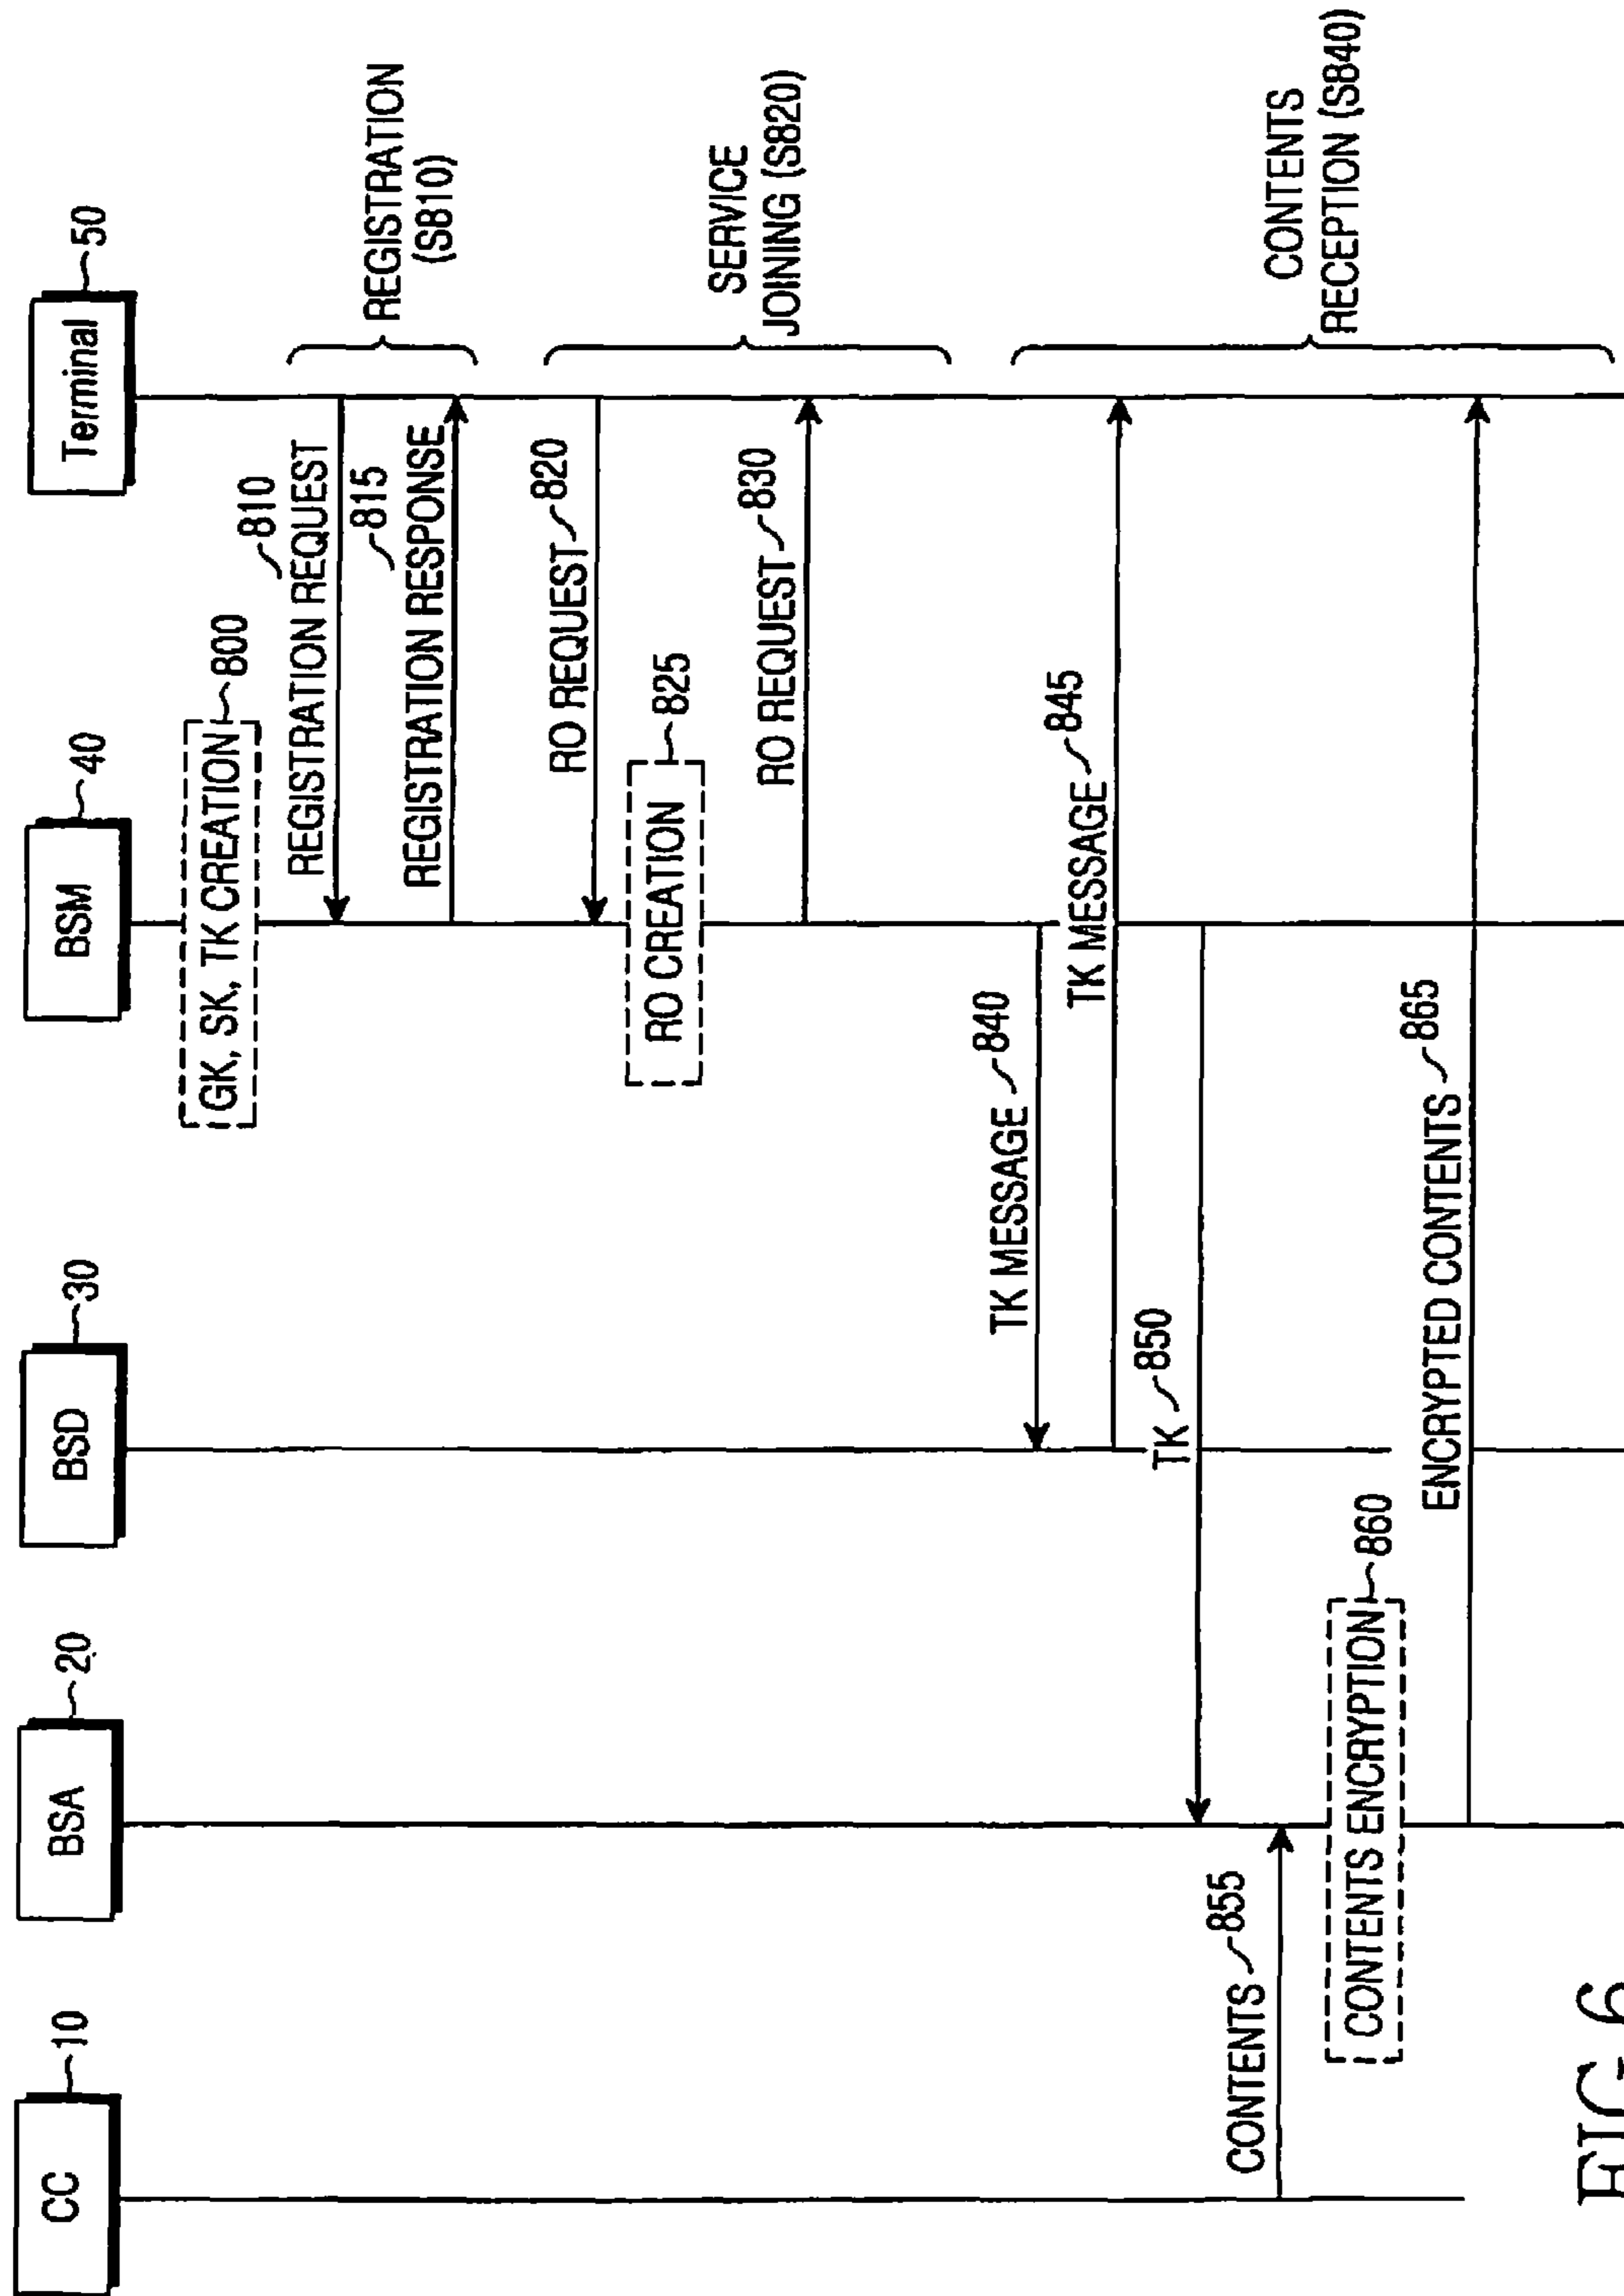 CC
10
BSA
20
BSD
30
BSM
40
Terminal
50
GK, SK, TK CREATION
800
810
REGISTRATION REQUEST
815
REGISTRATION RESPONSE
REGISTRATION
(S810)
RO REQUEST
820
RO CREATION
825
RO REQUEST
830
SERVICE
JOINING (S820)
TK MESSAGE
840
TK MESSAGE
845
TK
850
CONTENTS
855
CONTENTS ENCRYPTION
860
ENCRYPTED CONTENTS
865
CONTENTS
RECEPTION (S840)
FIG.6